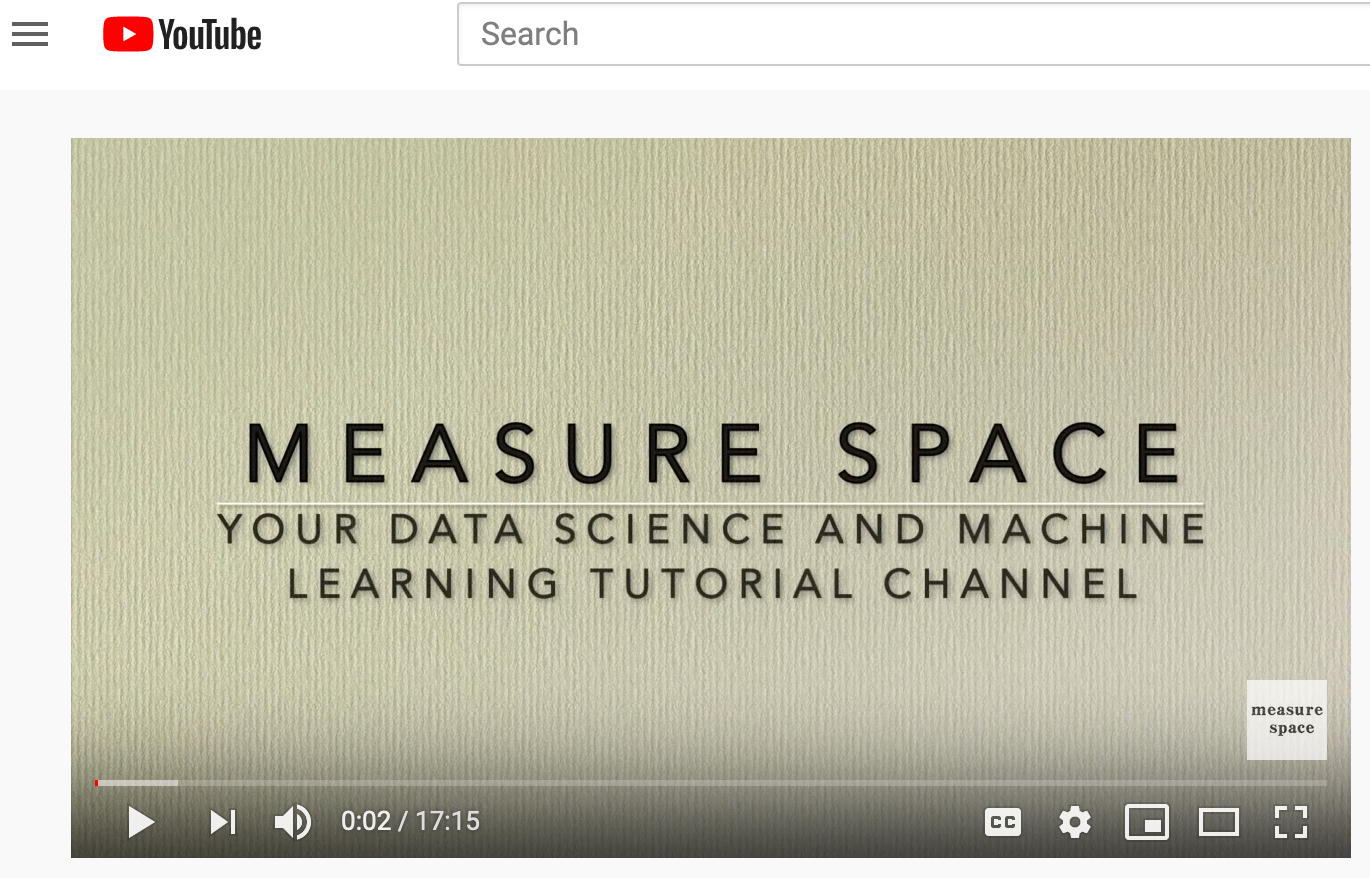 YouTube
Search
MEASURE SPACE
YOUR DATA SCIENCE AND MACHINE
LEARNING TUTORIAL CHANNEL
measure
space
0:02 / 17:15
CC